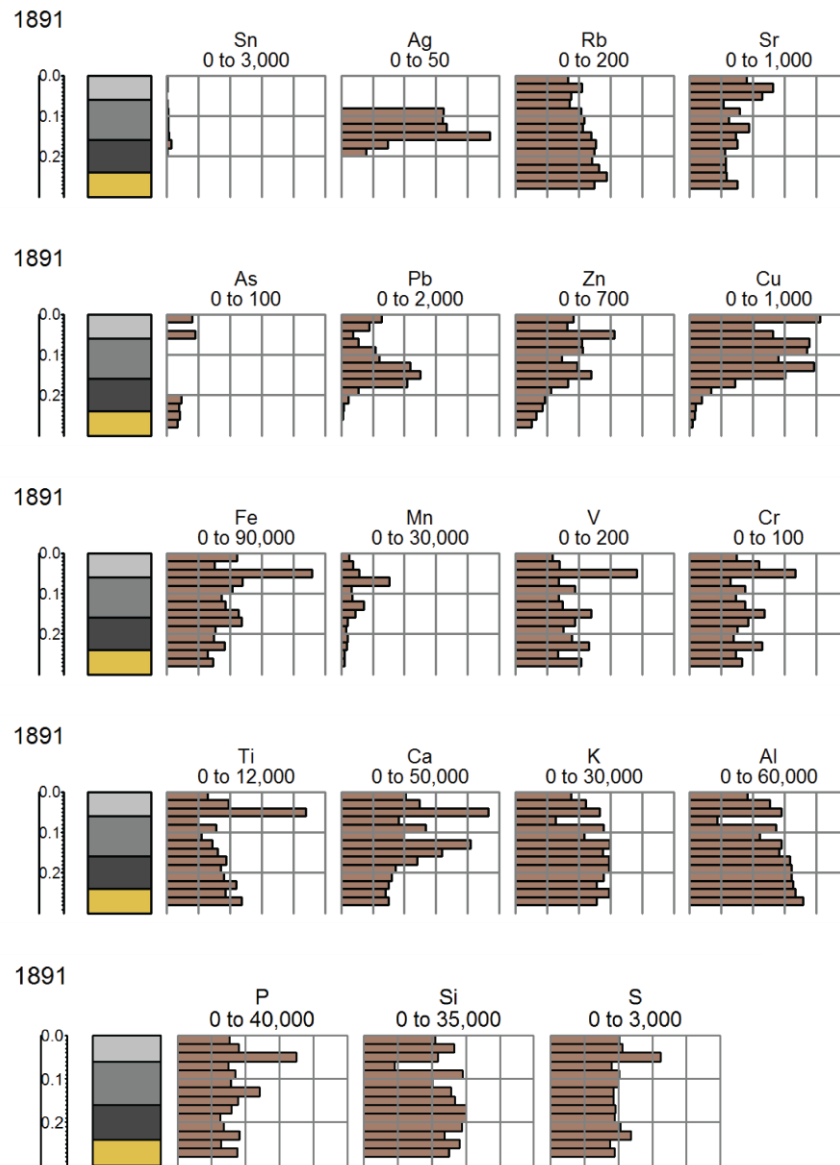 1891
Sn Ag Rb Sr
0 to 3,000 0 to 50 0 to 200 0 to 1,000
0.0
0.1
0.2
1891
As Pb Zn Cu
0 to 100 0 to 2,000 0 to 700 0 to 1,000
0.0
0.1
0.2
1891
Fe Mn V Cr
0 to 90,000 0 to 30,000 0 to 200 0 to 100
0.0
0.1
0.2
1891
Ti Ca K Al
0 to 12,000 0 to 50,000 0 to 30,000 0 to 60,000
0.0
0.1
0.2
1891
P Si S
0 to 40,000 0 to 35,000 0 to 3,000
0.0
0.1
0.2